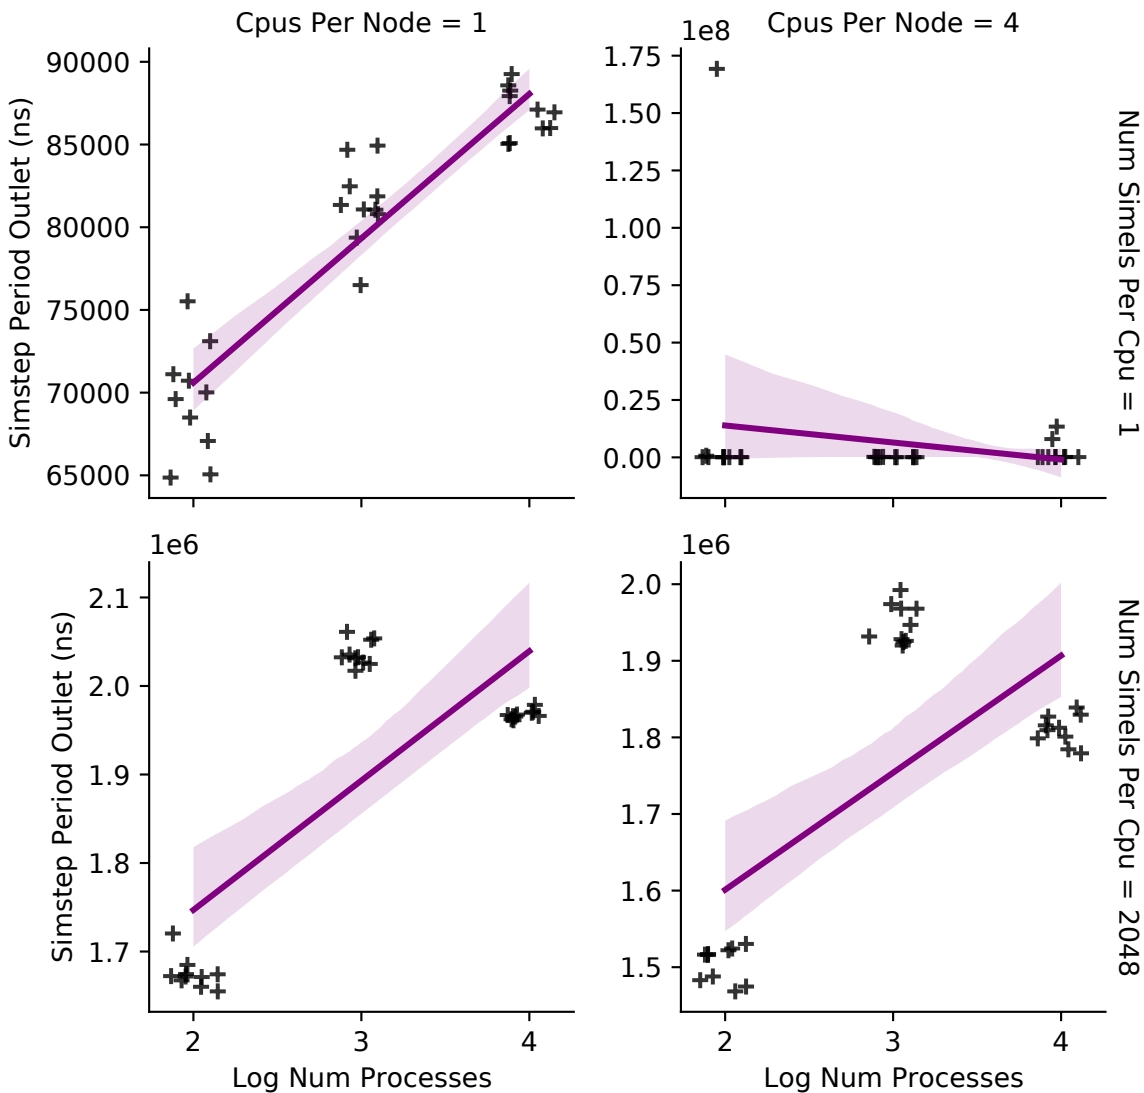 Cpus Per Node = 1
Cpus Per Node = 4
1e8
Simstep Period Outlet (ns)
90000
85000
80000
75000
70000
65000
1.75
1.50
1.25
1.00
0.75
0.50
0.25
0.00
Num Simels Per Cpu = 1
1e6
1e6
Simstep Period Outlet (ns)
2.1
2.0
1.9
1.8
1.7
2.0
1.9
1.8
1.7
1.6
1.5
Num Simels Per Cpu = 2048
2 3 4
2 3 4
Log Num Processes
Log Num Processes